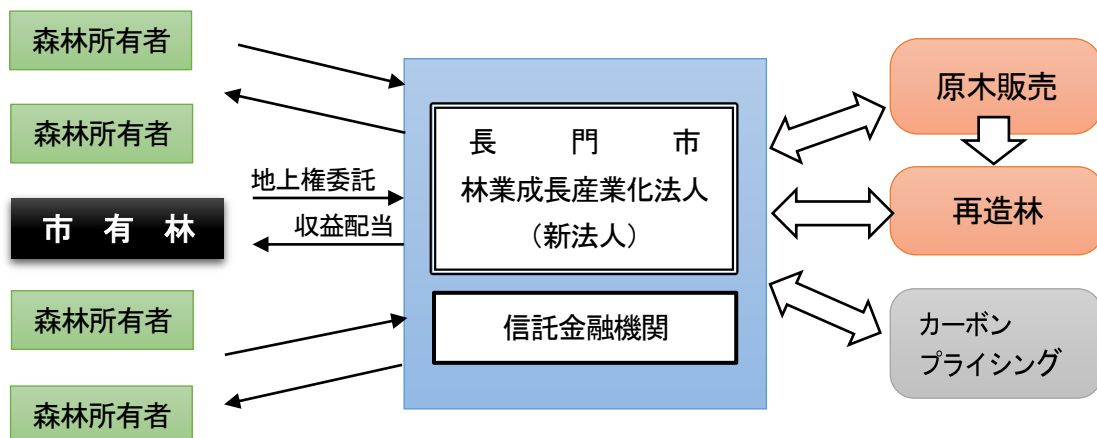 森林所有者
森林所有者
市 有 林
森林所有者
森林所有者
地上権委託
収益配当
長 門 市
林業成長産業化法人
（新法人）
信託金融機関
原木販売
再造林
カーボン
プライシング